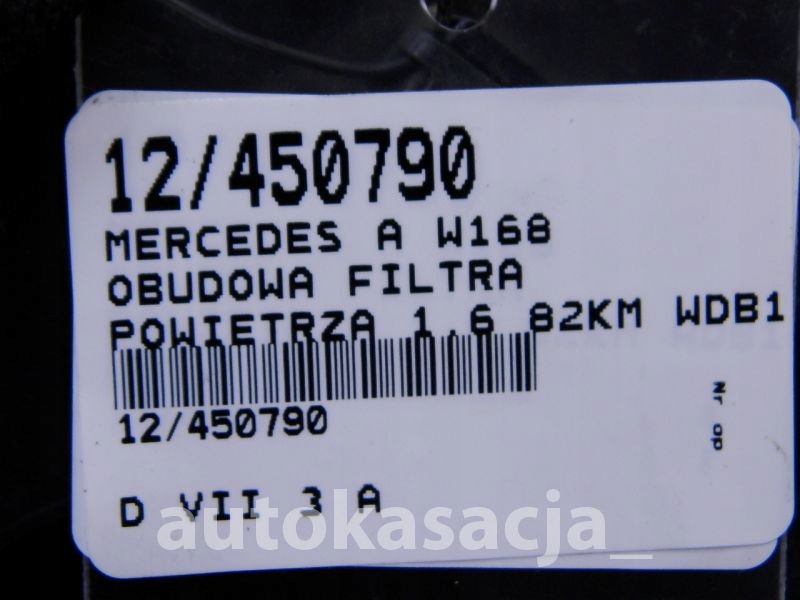 12/450790
MERCEDES A W168
OBUDOWA FILTRA
POWIETRZA 1,6 82KM WDB1
12/450790
Nr op
D VII 3 A
autokasacja_